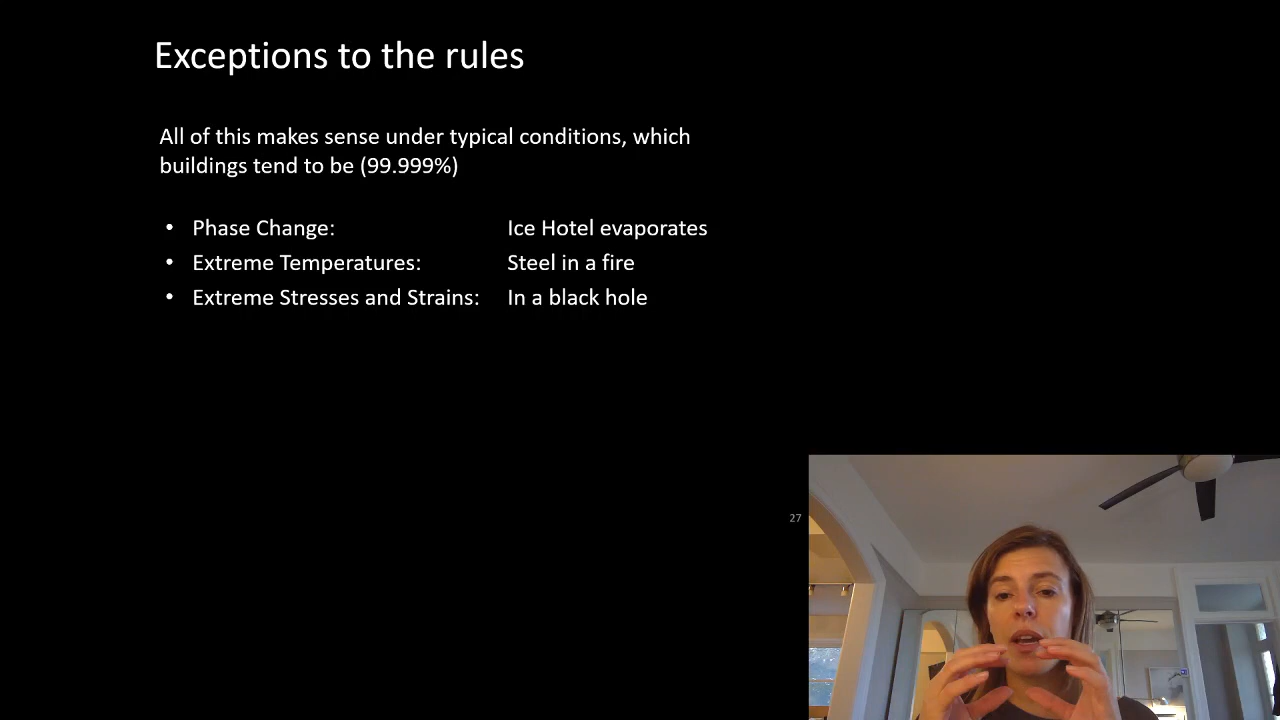 Exceptions to the rules
All of this makes sense under typical conditions, which
buildings tend to be (99.999%)
• Phase Change: Ice Hotel evaporates
• Extreme Temperatures: Steel in a fire
• Extreme Stresses and Strains: In a black hole
27